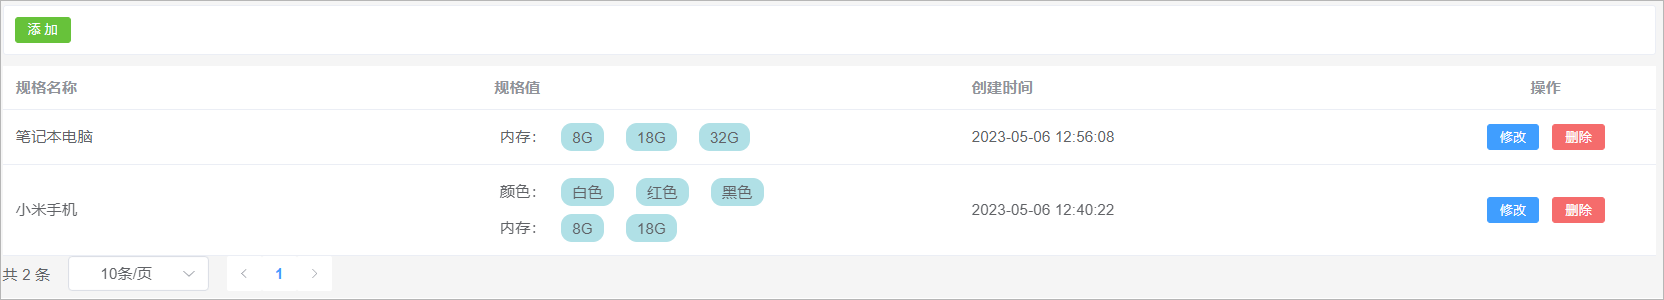 添加
规格名称 规格值 创建时间 操作
笔记本电脑 内存： 8G 18G 32G 2023-05-06 12:56:08 修改 删除
颜色： 白色 红色 黑色
小米手机 2023-05-06 12:40:22 修改 删除
内存： 8G 18G
共 2 条 10条/页 1